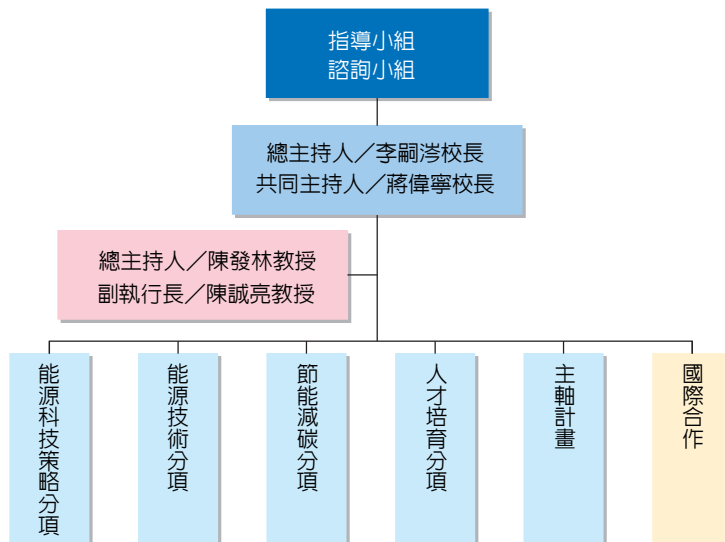 指導小組
諮詢小組
總主持人／李嗣涔校長
共同主持人／蔣偉寧校長
總主持人／陳發林教授
副執行長／陳誠亮教授
能源科技策略分項
能源技術分項
節能減碳分項
人才培育分項
主軸計畫
國際合作